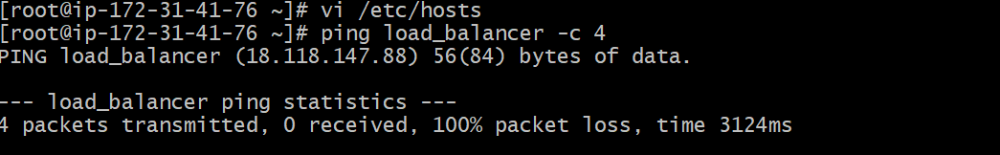 [root@ip-172-31-41-76 ~]# vi /etc/hosts
[root@ip-172-31-41-76 ~]# ping load_balancer -c 4
PING load_balancer (18.118.147.88) 56(84) bytes of data.

--- load_balancer ping statistics ---
4 packets transmitted, 0 received, 100% packet loss, time 3124ms